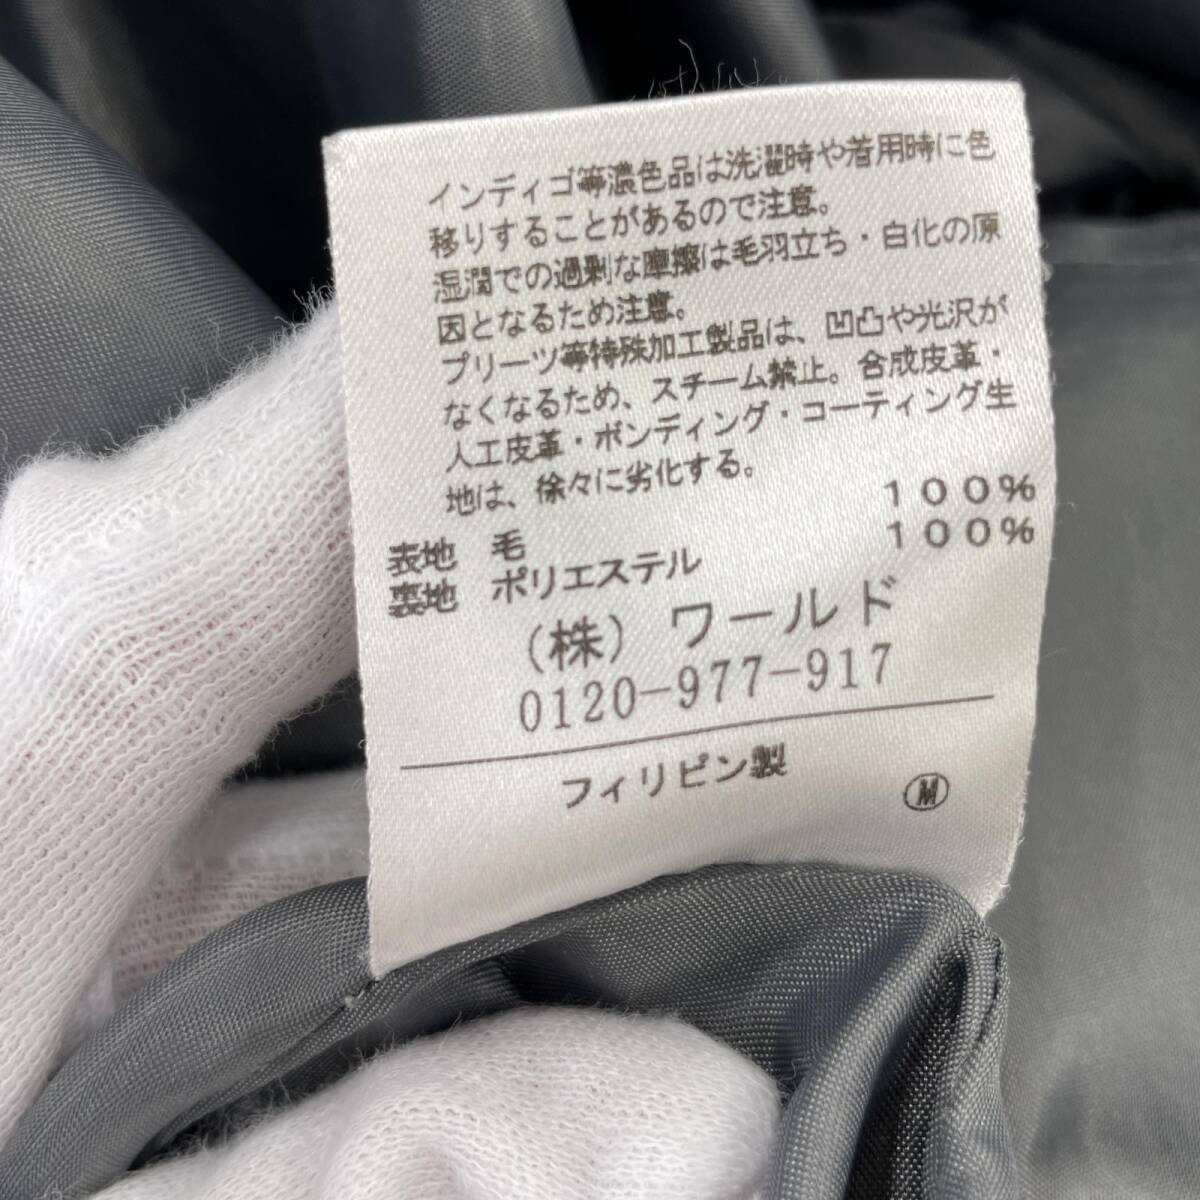 インディゴ等濃色品は洗濯時や着用時に色
移りすることがあるので注意。
湿潤での過剰な摩擦は毛羽立ち・白化の原
因となるため注意。
プリーツ等特殊加工製品は、凹凸や光沢が
なくなるため、スチーム禁止。合成皮革・
人工皮革・ボンディング・コーティング生
地は、徐々に劣化する。
表地 毛 100%
裏地 ポリエステル 100%
(株) ワールド
0120-977-917
フィリピン製
M